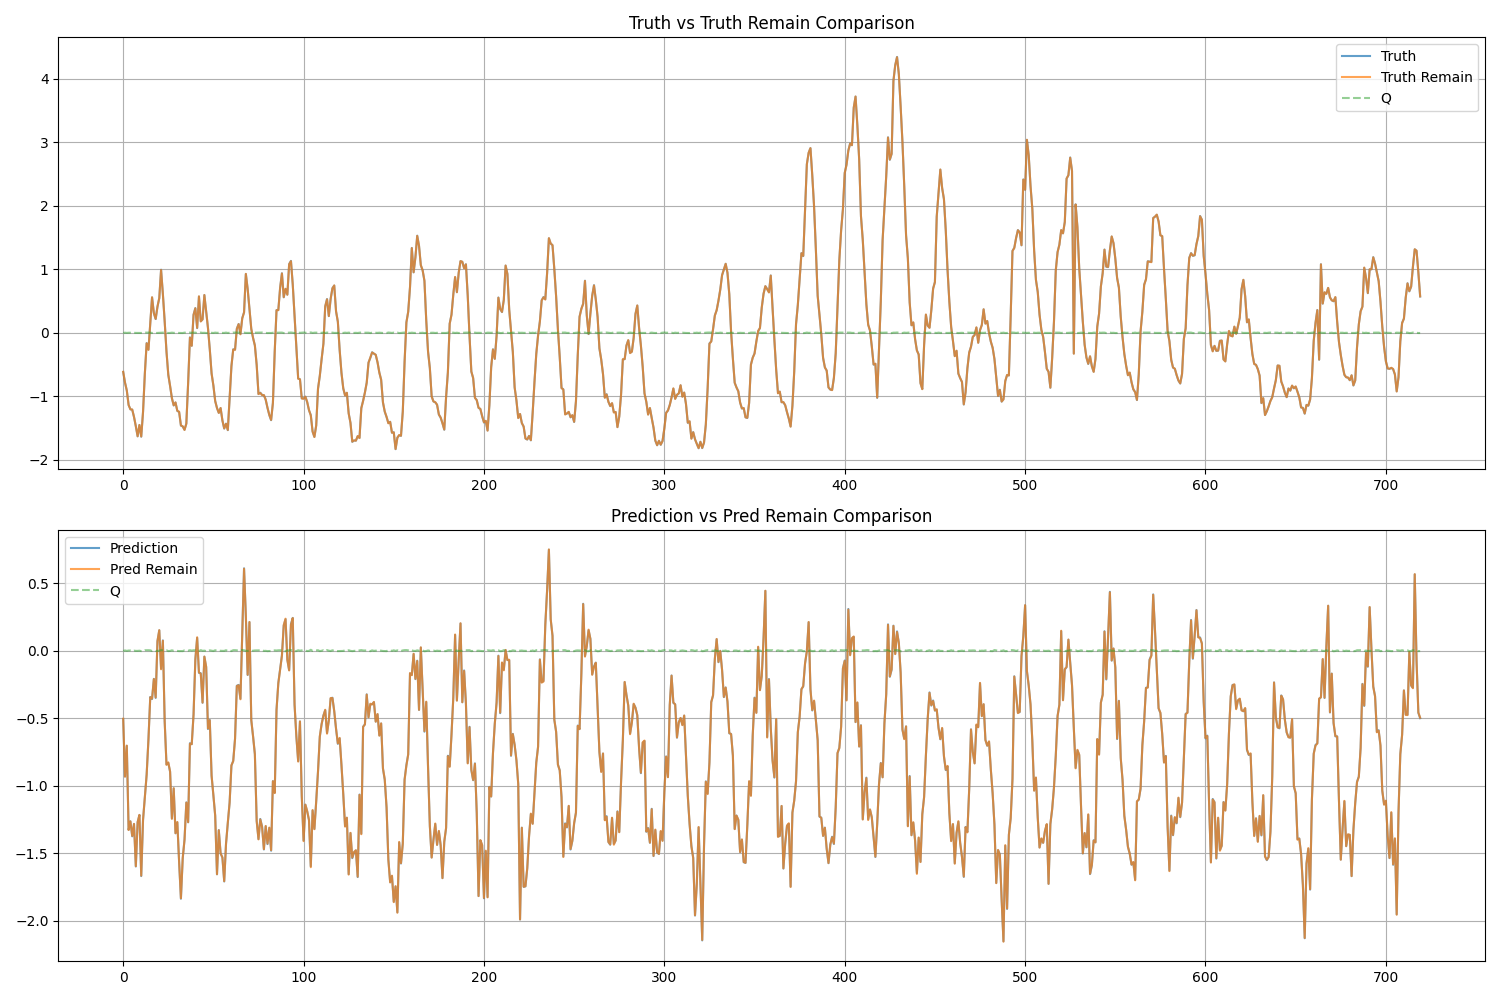 Truth vs Truth Remain Comparison
4
3
2
1
0
−1
−2
Truth
Truth Remain
Q
0 100 200 300 400 500 600 700
Prediction vs Pred Remain Comparison
0.5
0.0
−0.5
−1.0
−1.5
−2.0
Prediction
Pred Remain
Q
0 100 200 300 400 500 600 700